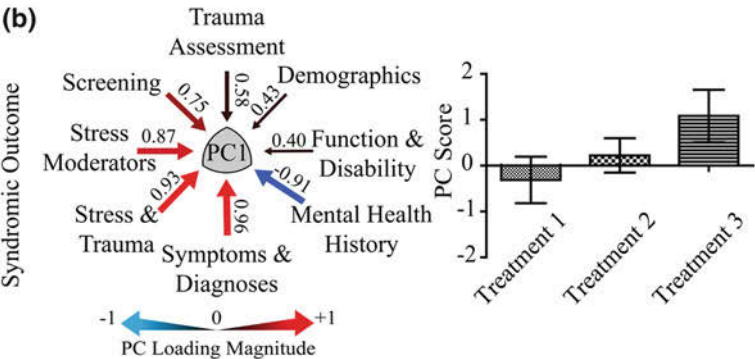 (b)
Syndromic Outcome
Trauma
Assessment
0.58
Demographics
0.43
Function &
Disability
0.40
Mental Health
History
-0.91
Symptoms &
Diagnoses
0.96
Stress &
Trauma
0.93
Stress
Moderators
0.87
Screening
0.75
PC1
-1
0
+1
PC Loading Magnitude
PC Score
2
1
0
-1
-2
Treatment 1
Treatment 2
Treatment 3